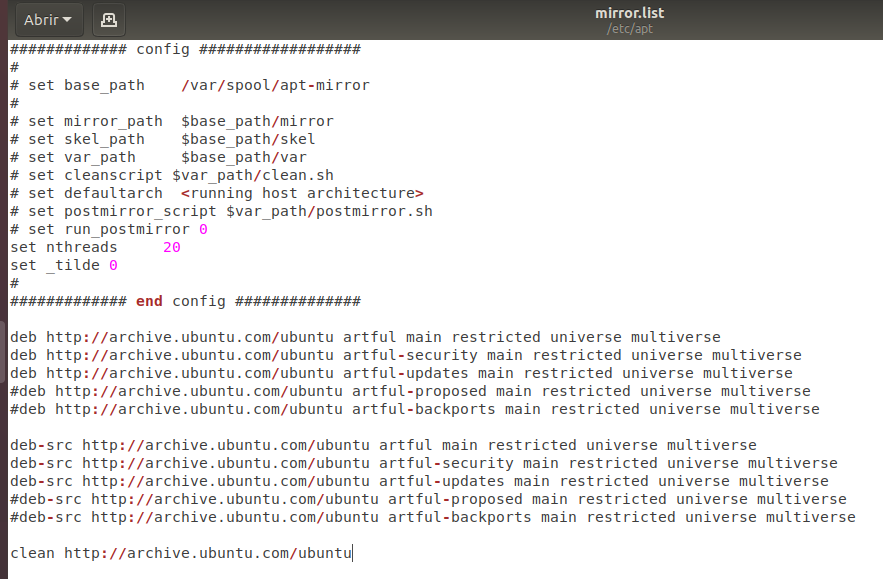 Abrir
mirror.list
/etc/apt
############# config ##################
#
# set base_path    /var/spool/apt-mirror
#
# set mirror_path  $base_path/mirror
# set skel_path    $base_path/skel
# set var_path     $base_path/var
# set cleanscript $var_path/clean.sh
# set defaultarch  <running host architecture>
# set postmirror_script $var_path/postmirror.sh
# set run_postmirror 0
set nthreads     20
set _tilde 0
#
############# end config ##############
deb http://archive.ubuntu.com/ubuntu artful main restricted universe multiverse
deb http://archive.ubuntu.com/ubuntu artful-security main restricted universe multiverse
deb http://archive.ubuntu.com/ubuntu artful-updates main restricted universe multiverse
#deb http://archive.ubuntu.com/ubuntu artful-proposed main restricted universe multiverse
#deb http://archive.ubuntu.com/ubuntu artful-backports main restricted universe multiverse
deb-src http://archive.ubuntu.com/ubuntu artful main restricted universe multiverse
deb-src http://archive.ubuntu.com/ubuntu artful-security main restricted universe multiverse
deb-src http://archive.ubuntu.com/ubuntu artful-updates main restricted universe multiverse
#deb-src http://archive.ubuntu.com/ubuntu artful-proposed main restricted universe multiverse
#deb-src http://archive.ubuntu.com/ubuntu artful-backports main restricted universe multiverse
clean http://archive.ubuntu.com/ubuntu